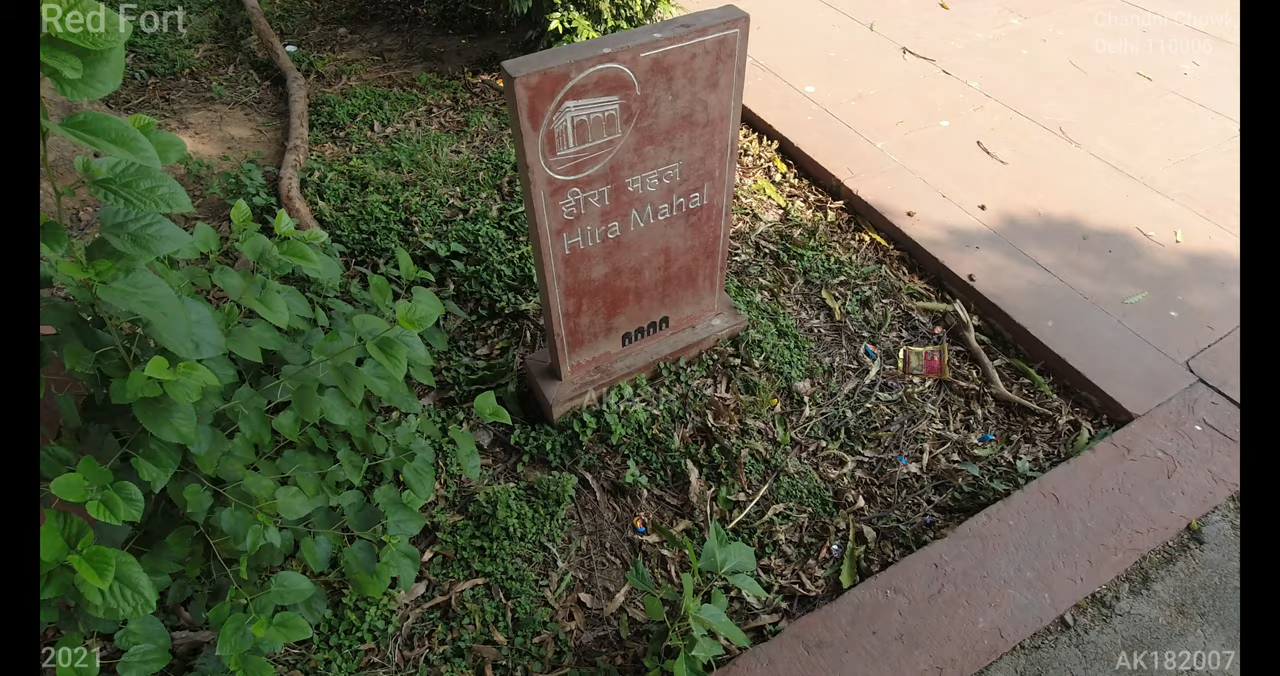 Red Fort
Chandni Chowk
Delhi 110006
हीरा महल
Hira Mahal
2021
AK182007